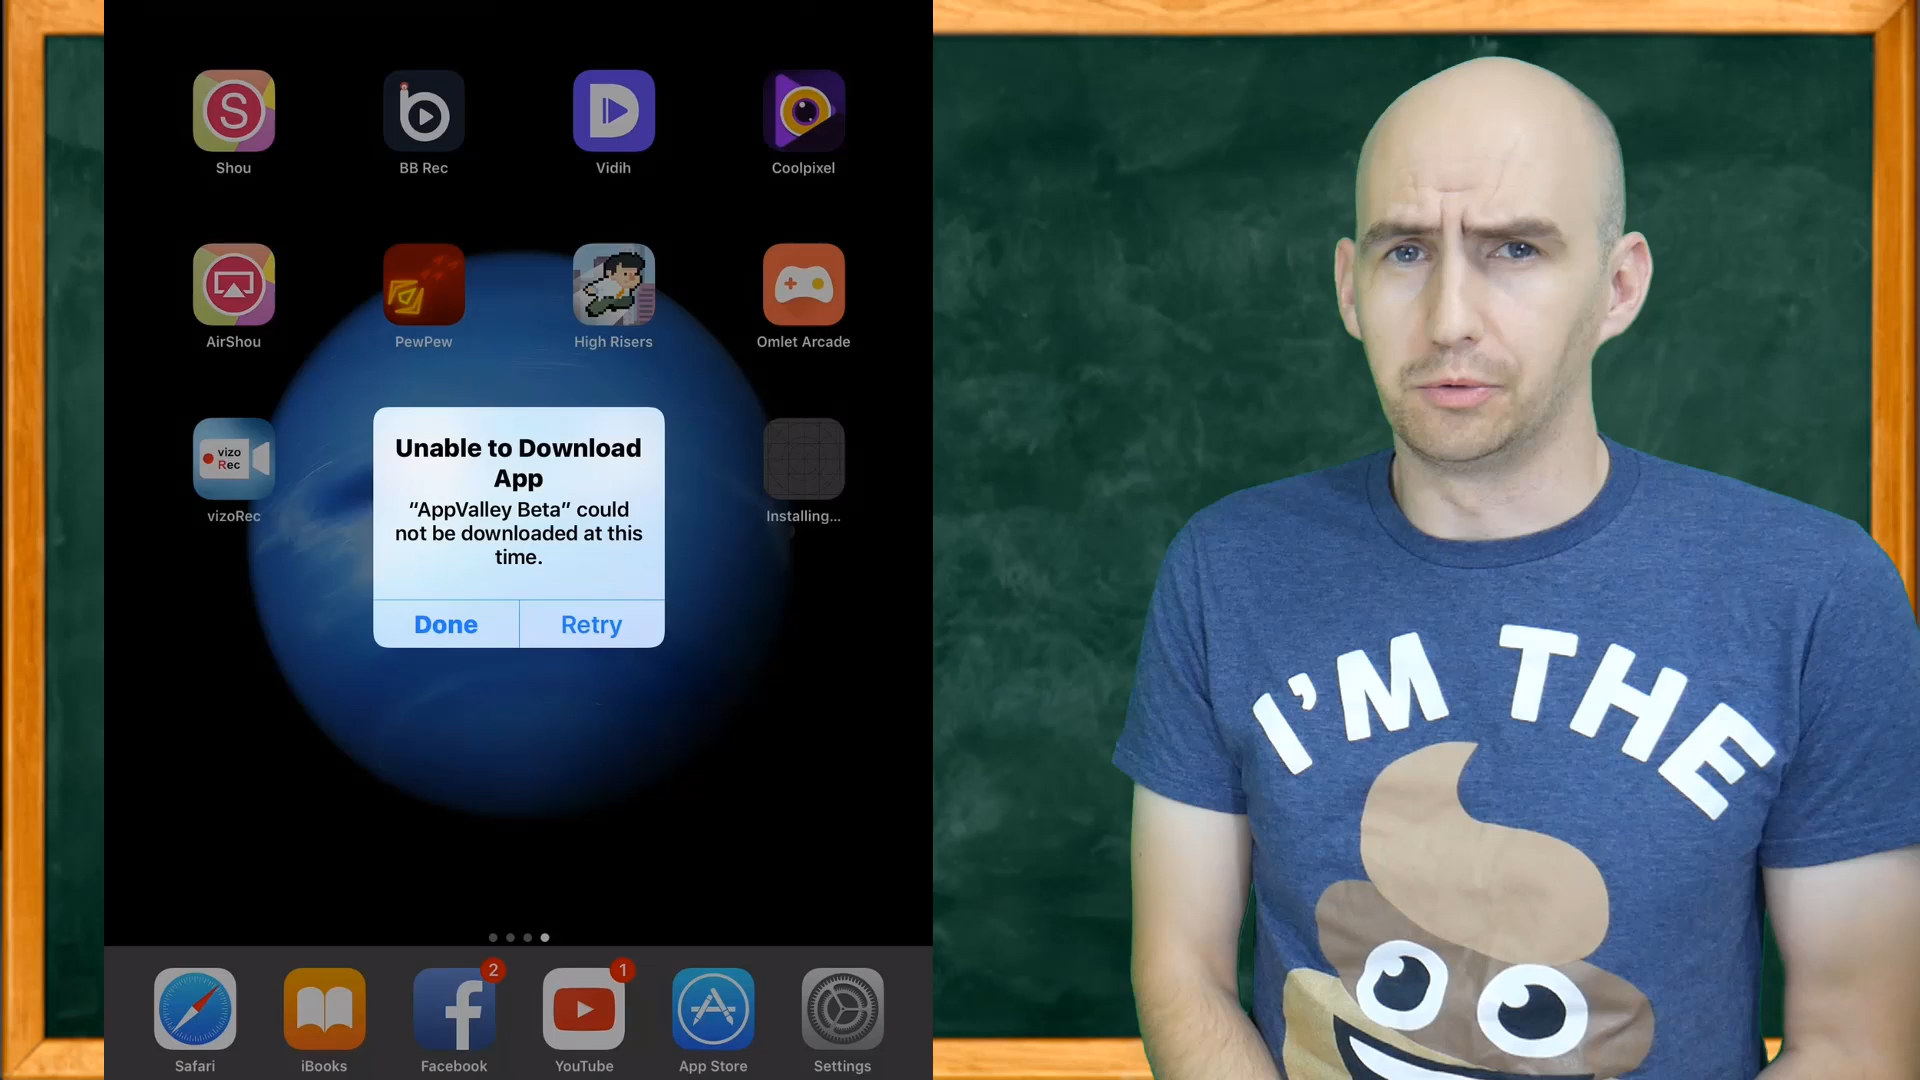 Shou
BB Rec
Vidih
Coolpixel
AirShou
PewPew
High Risers
Omlet Arcade
vizo
Rec
vizoRec
Installing...
Unable to Download
App
“AppValley Beta” could
not be downloaded at this
time.
Done
Retry
2
1
Safari
iBooks
Facebook
YouTube
App Store
Settings
I'M THE